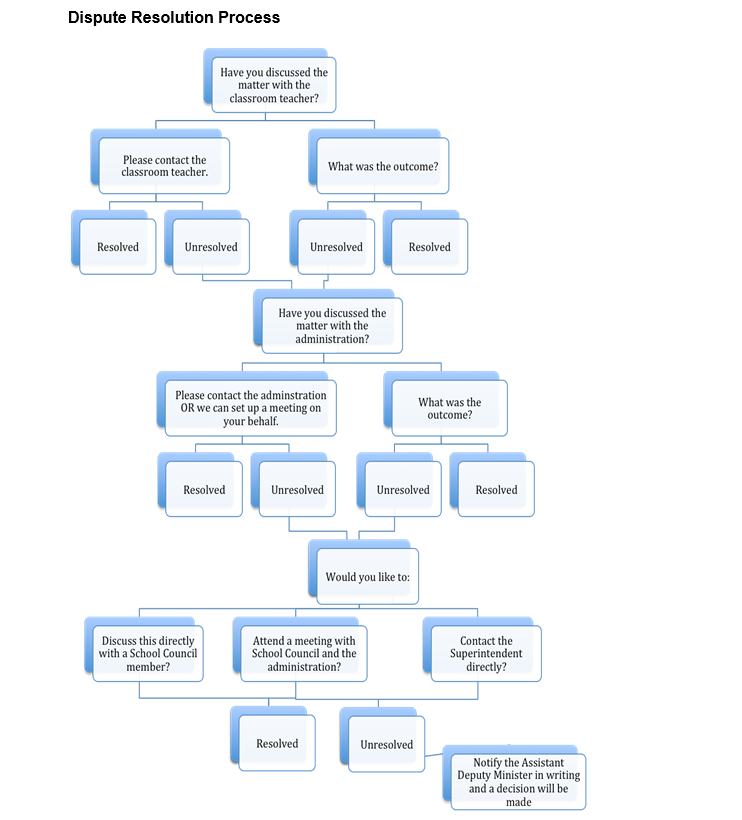 Dispute Resolution Process
Have you discussed the
matter with the
classroom teacher?
Please contact the
classroom teacher.
What was the outcome?
Resolved
Unresolved
Unresolved
Resolved
Have you discussed the
matter with the
administration?
Please contact the adminstration
OR we can set up a meeting on
your behalf.
What was the
outcome?
Resolved
Unresolved
Unresolved
Resolved
Would you like to:
Discuss this directly
with a School Council
member?
Attend a meeting with
School Council and the
administration?
Contact the
Superintendent
directly?
Resolved
Unresolved
Notify the Assistant
Deputy Minister in writing
and a decision will be
made